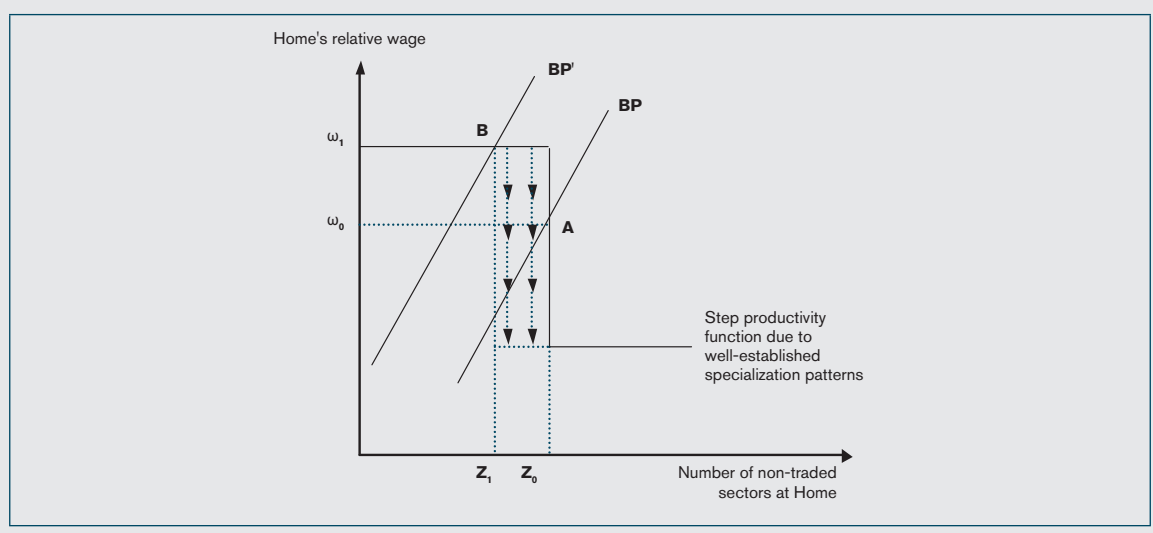 Home's relative wage
BP'
BP
B
ω₁
ω₀
A
Step productivity
function due to
well-established
specialization patterns
Z₁
Z₀
Number of non-traded
sectors at Home